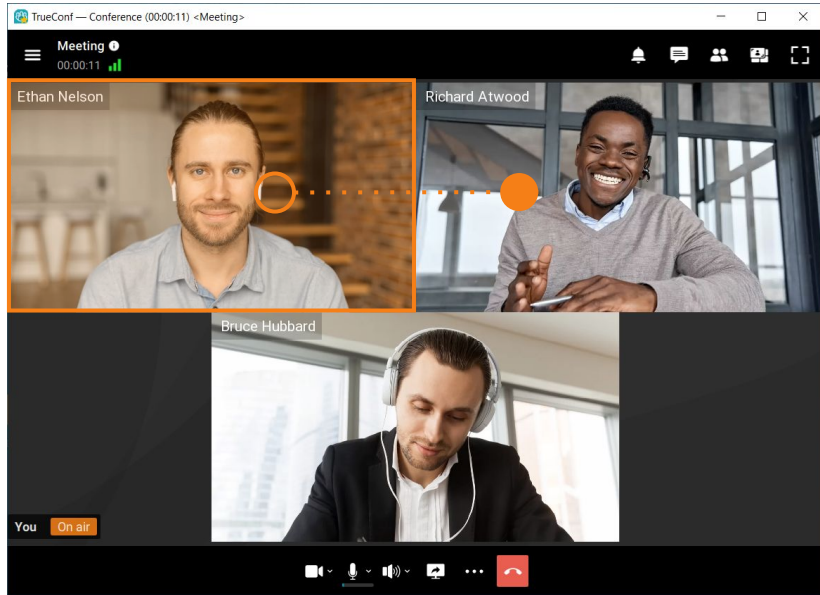 TrueConf — Conference (00:00:11) <Meeting>
Meeting
00:00:11
Ethan Nelson
Richard Atwood
Bruce Hubbard
You On air